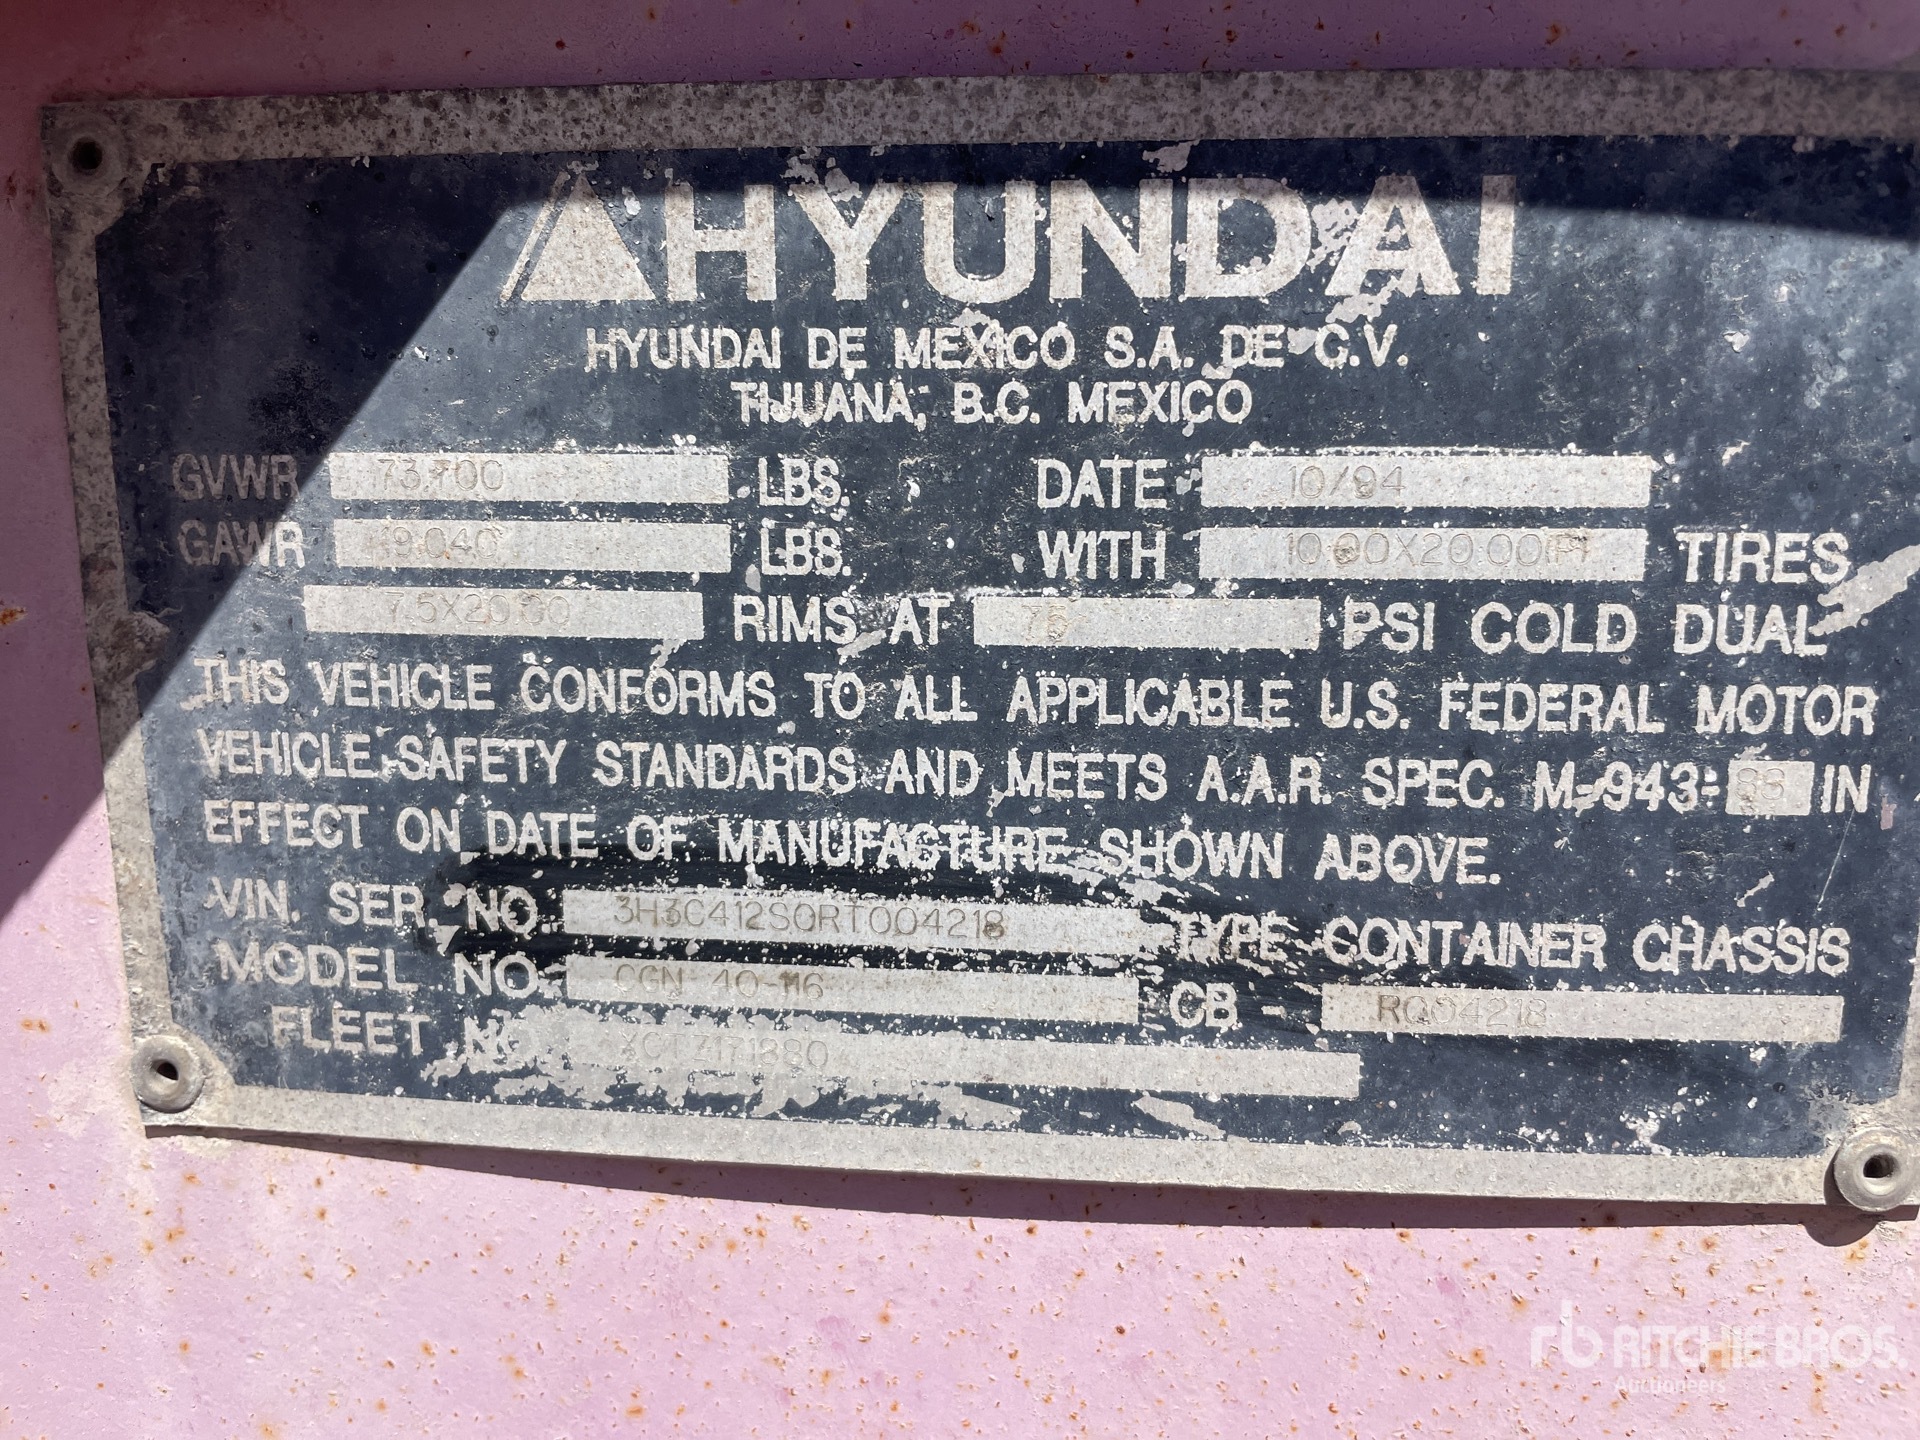 HYUNDAI
HYUNDAI DE MEXICO S.A. DE C.V.
TIJUANA, B.C. MEXICO
GVWR 73,700 LBS. DATE 10/94
GAWR 19,040 LBS. WITH 10.00X20.00(F) TIRES
7.5X20.00 RIMS AT 75 PSI COLD DUAL
THIS VEHICLE CONFORMS TO ALL APPLICABLE U.S. FEDERAL MOTOR
VEHICLE SAFETY STANDARDS AND MEETS A.A.R. SPEC. M-943-88 IN
EFFECT ON DATE OF MANUFACTURE SHOWN ABOVE.
VIN. SER. NO. 3H3C412S0RT004218 TYPE CONTAINER CHASSIS
MODEL NO. CGN 40-116 CB - R004218
FLEET NO. XCTZ171880
rb RITCHIE BROS.
Auctioneers